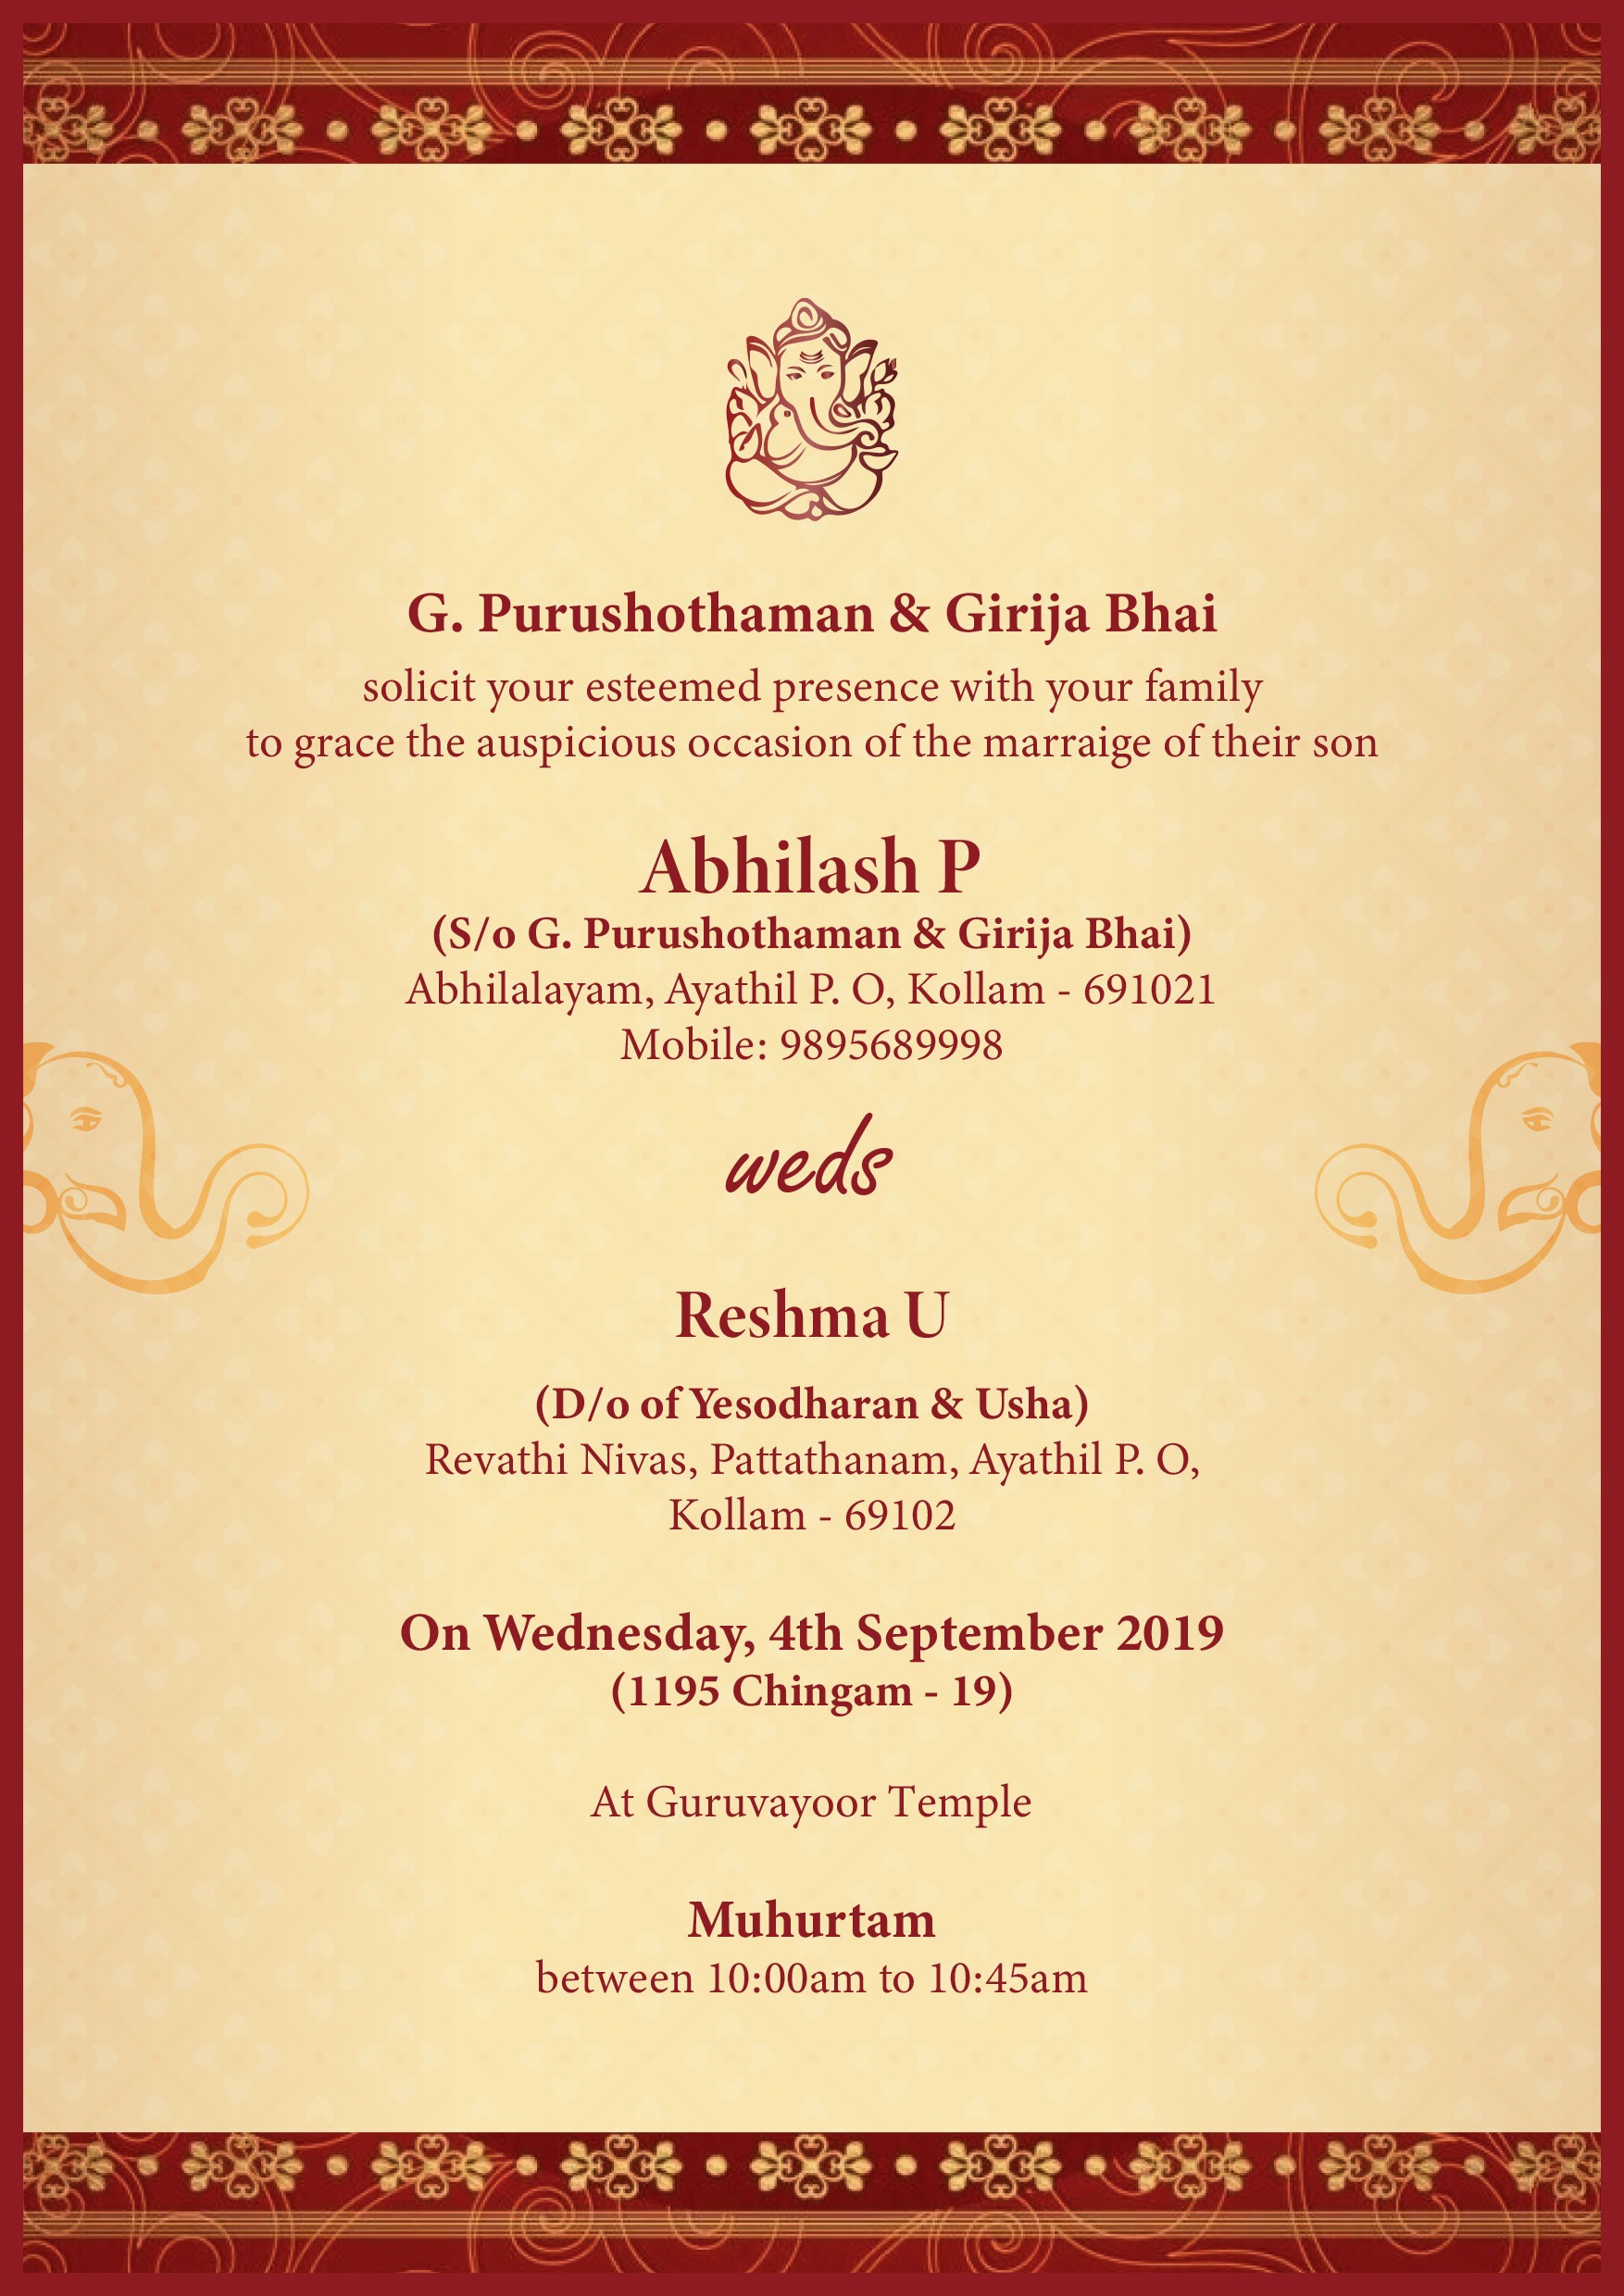 G. Purushothaman & Girija Bhai
solicit your esteemed presence with your family
to grace the auspicious occasion of the marraige of their son
Abhilash P
(S/o G. Purushothaman & Girija Bhai)
Abhilalayam, Ayathil P. O, Kollam - 691021
Mobile: 9895689998
weds
Reshma U
(D/o of Yesodharan & Usha)
Revathi Nivas, Pattathanam, Ayathil P. O,
Kollam - 69102
On Wednesday, 4th September 2019
(1195 Chingam - 19)
At Guruvayoor Temple
Muhurtam
between 10:00am to 10:45am